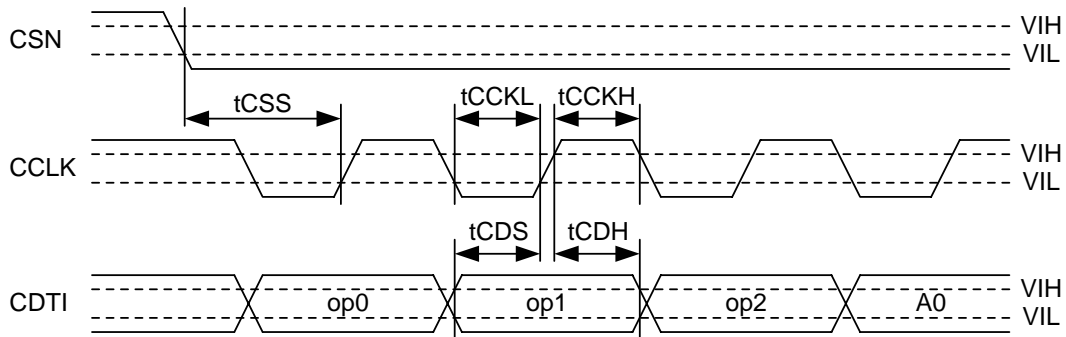 CSN
VIH
VIL
tCSS
tCCKL
tCCKH
CCLK
VIH
VIL
tCDS
tCDH
CDTI
op0
op1
op2
A0
VIH
VIL